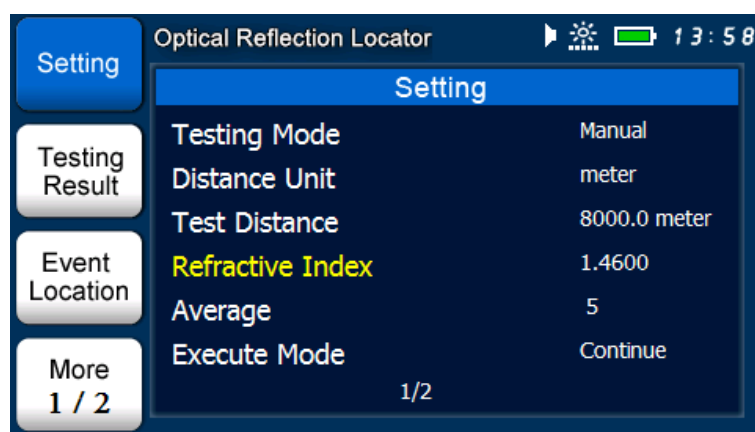 Optical Reflection Locator 13:58
Setting
Testing
Result
Event
Location
More
1 / 2
Setting
Testing Mode Manual
Distance Unit meter
Test Distance 8000.0 meter
Refractive Index 1.4600
Average 5
Execute Mode Continue
1/2